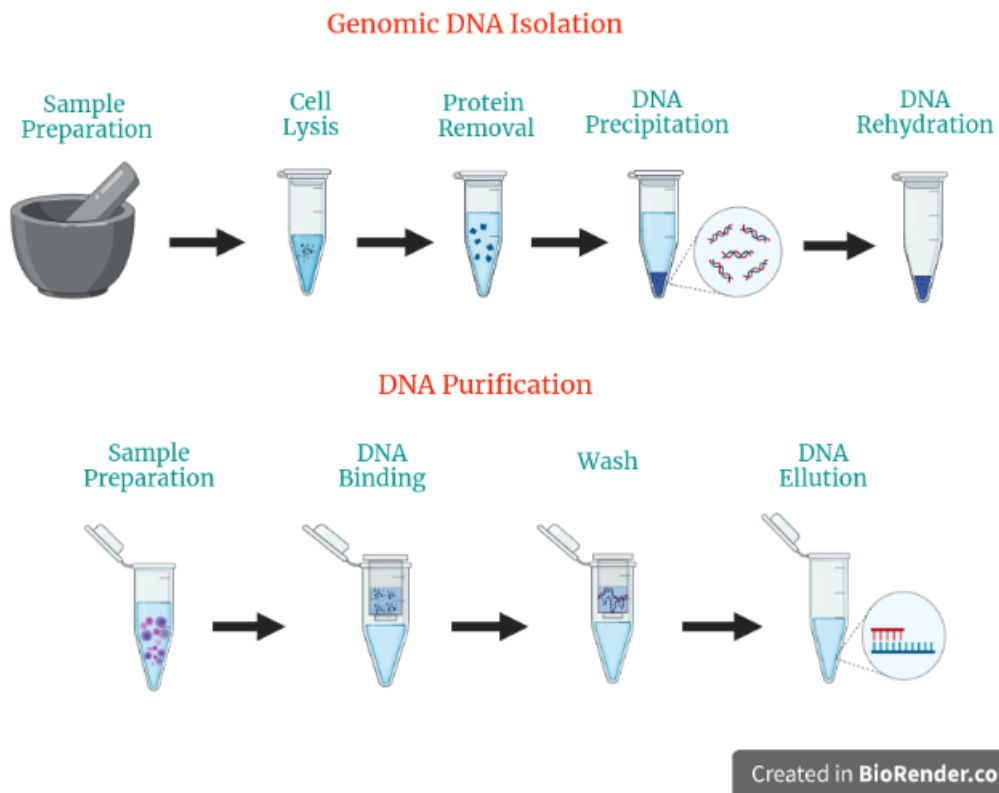 Genomic DNA Isolation
Sample
Preparation
Cell
Lysis
Protein
Removal
DNA
Precipitation
DNA
Rehydration
DNA Purification
Sample
Preparation
DNA
Binding
Wash
DNA
Ellution
Created in BioRender.co